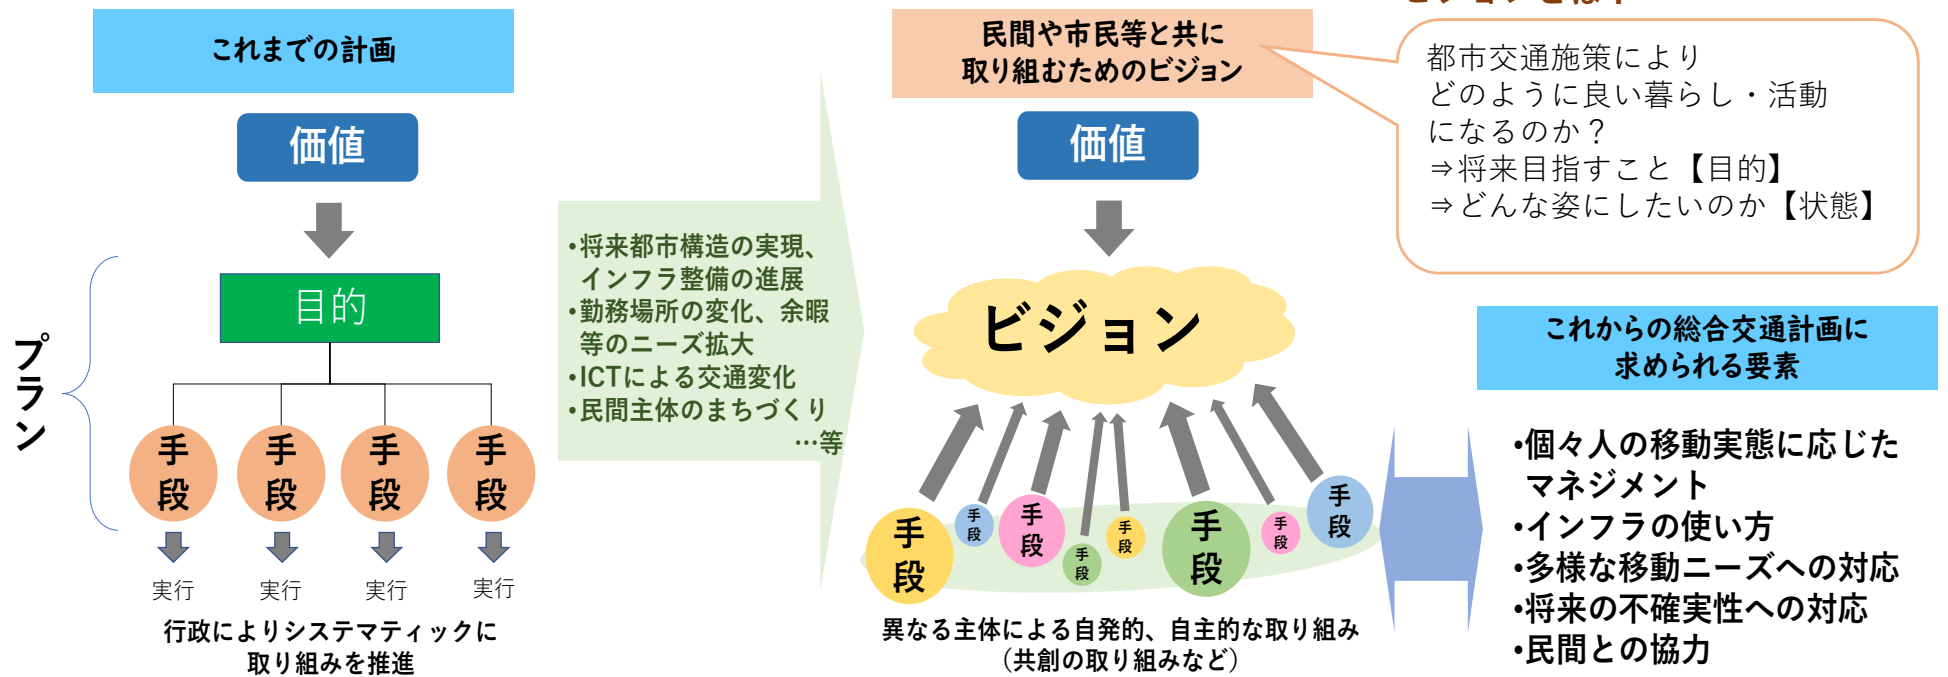 これまでの計画
価値
プラン
目的
手段
手段
手段
手段
実行
実行
実行
実行
行政によりシステマティックに
取り組みを推進
•将来都市構造の実現、
インフラ整備の進展
•勤務場所の変化、余暇
等のニーズ拡大
•ICTによる交通変化
•民間主体のまちづくり
…等
民間や市民等と共に
取り組むためのビジョン
価値
ビジョン
手段
手段
手段
手段
手段
手段
手段
手段
異なる主体による自発的、自主的な取り組み
（共創の取り組みなど）
都市交通施策により
どのように良い暮らし・活動
になるのか？
⇒将来目指すこと【目的】
⇒どんな姿にしたいのか【状態】
これからの総合交通計画に
求められる要素
•個々人の移動実態に応じた
マネジメント
•インフラの使い方
•多様な移動ニーズへの対応
•将来の不確実性への対応
•民間との協力